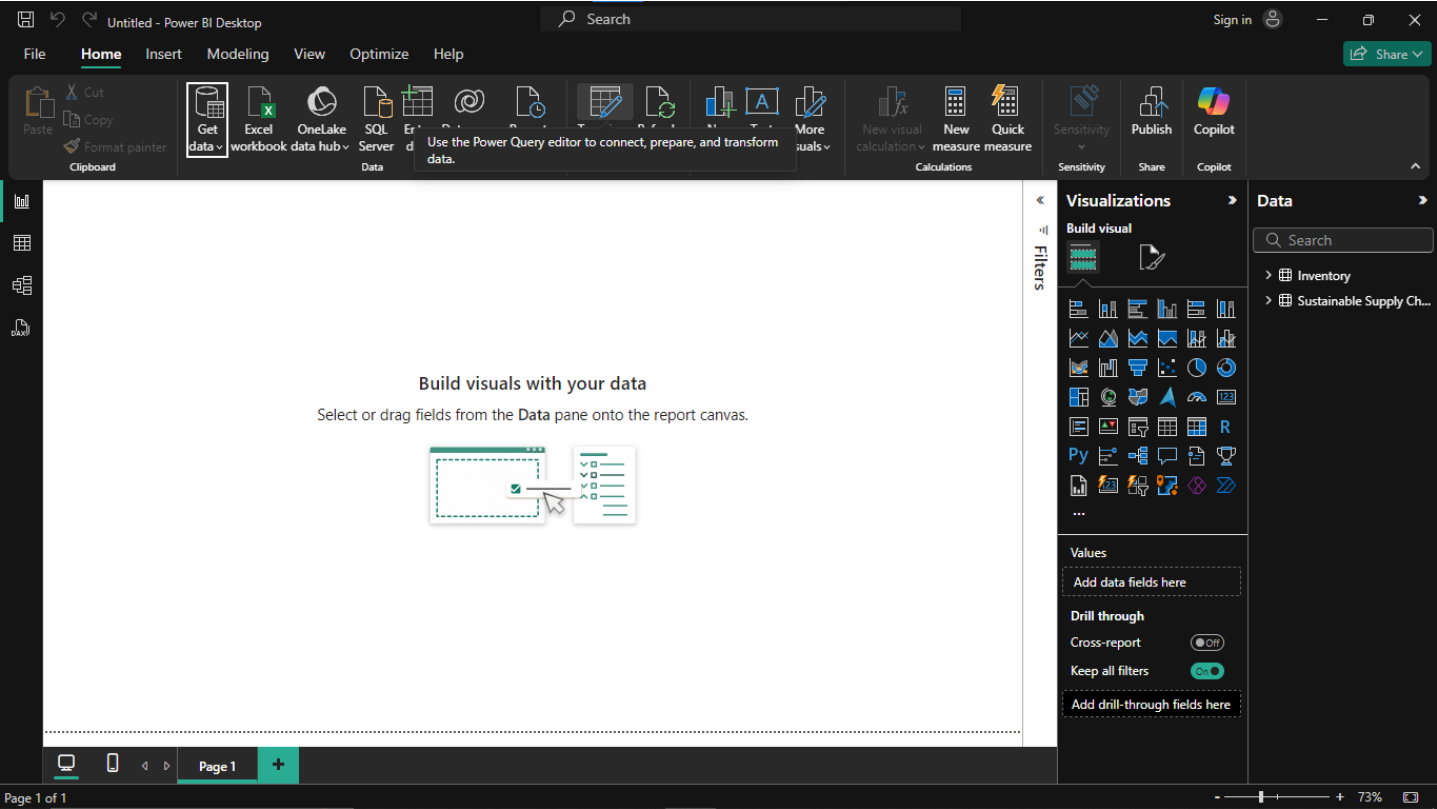 Untitled - Power BI Desktop
Search
Sign in
File Home Insert Modeling View Optimize Help
Share
Paste
Cut
Copy
Format painter
Clipboard
Get data
Excel workbook
OneLake data hub
SQL Server
Data
Use the Power Query editor to connect, prepare, and transform
data.
More
New visual calculation
New measure
Quick measure
Calculations
Sensitivity
Sensitivity
Publish
Share
Copilot
Copilot
Build visuals with your data
Select or drag fields from the Data pane onto the report canvas.
Filters
Visualizations
Build visual
123
R
Py
123
Values
Add data fields here
Drill through
Cross-report
Off
Keep all filters
On
Add drill-through fields here
Data
Search
Inventory
Sustainable Supply Ch...
DAX
Page 1
Page 1 of 1
73%